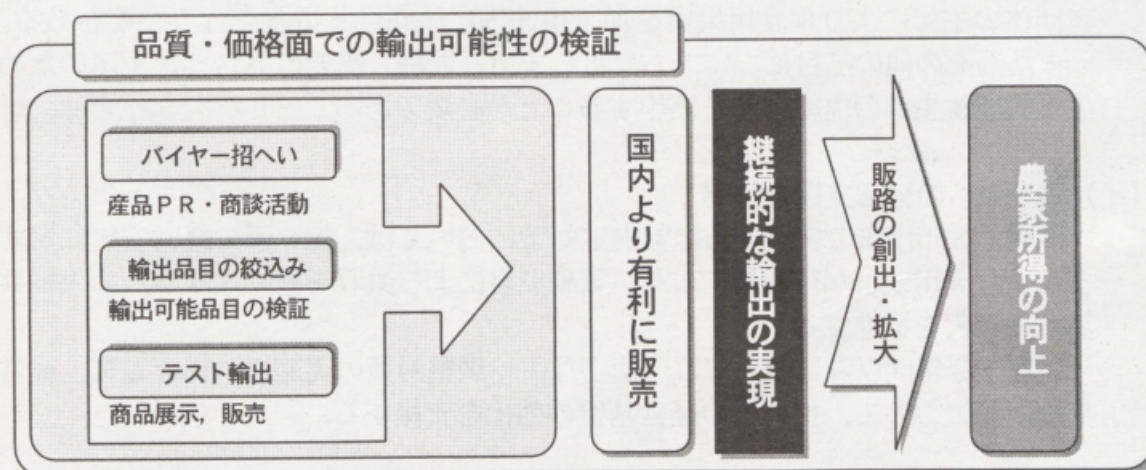 品質・価格面での輸出可能性の検証
バイヤー招へい
産品ＰＲ・商談活動
輸出品目の絞込み
輸出可能品目の検証
テスト輸出
商品展示，販売
国内より有利に販売
継続的な輸出の実現
販路の創出・拡大
農家所得の向上